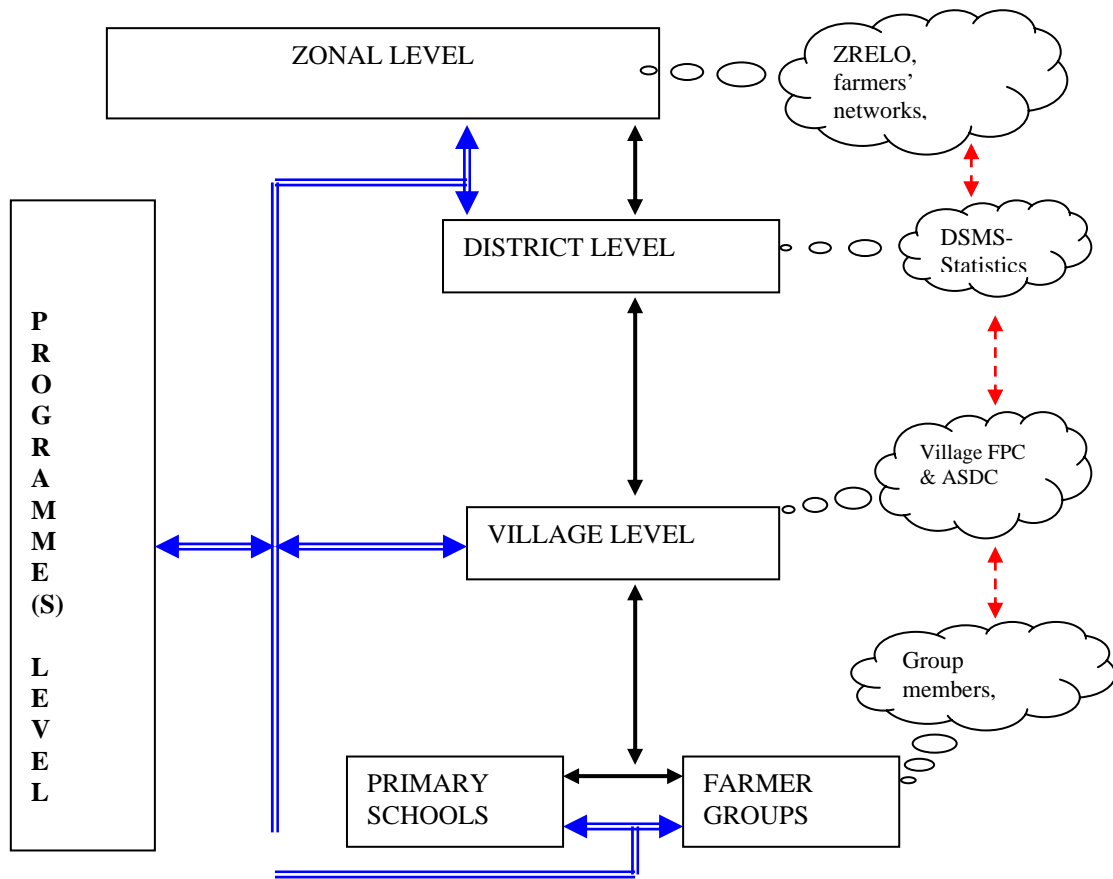 ZONAL LEVEL
ZRELO,
farmers’
networks,
DISTRICT LEVEL
DSMS-
Statistics
P
R
O
G
R
A
M
M
E
(S)
L
E
V
E
L
Village FPC
& ASDC
VILLAGE LEVEL
Group
members,
PRIMARY
SCHOOLS
FARMER
GROUPS